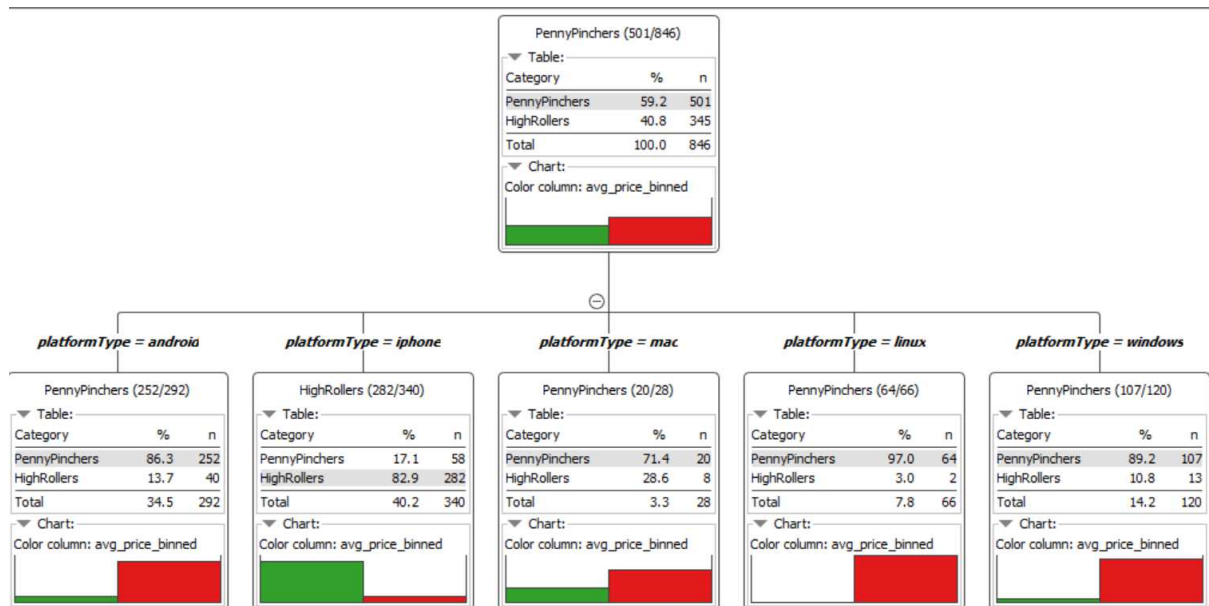 PennyPinchers (501/846)
Table:
Category % n
PennyPinchers 59.2 501
HighRollers 40.8 345
Total 100.0 846
Chart:
Color column: avg_price_binned
platformType = android
PennyPinchers (252/292)
Table:
Category % n
PennyPinchers 86.3 252
HighRollers 13.7 40
Total 34.5 292
Chart:
Color column: avg_price_binned
platformType = iphone
HighRollers (282/340)
Table:
Category % n
PennyPinchers 17.1 58
HighRollers 82.9 282
Total 40.2 340
Chart:
Color column: avg_price_binned
platformType = mac
PennyPinchers (20/28)
Table:
Category % n
PennyPinchers 71.4 20
HighRollers 28.6 8
Total 3.3 28
Chart:
Color column: avg_price_binned
platformType = linux
PennyPinchers (64/66)
Table:
Category % n
PennyPinchers 97.0 64
HighRollers 3.0 2
Total 7.8 66
Chart:
Color column: avg_price_binned
platformType = windows
PennyPinchers (107/120)
Table:
Category % n
PennyPinchers 89.2 107
HighRollers 10.8 13
Total 14.2 120
Chart:
Color column: avg_price_binned